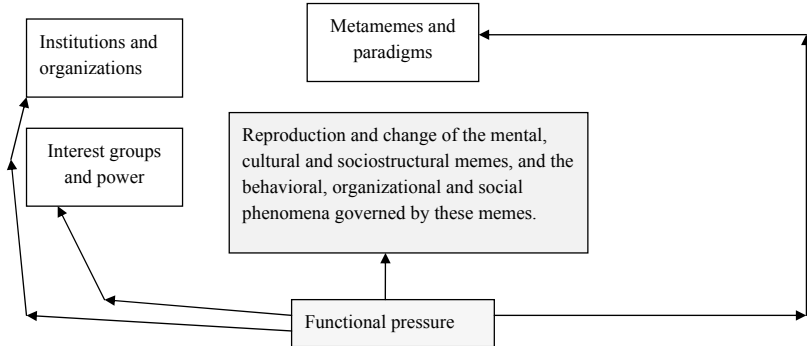 Institutions and
organizations
Metamemes and
paradigms
Interest groups
and power
Reproduction and change of the mental,
cultural and sociostructural memes, and the
behavioral, organizational and social
phenomena governed by these memes.
Functional pressure